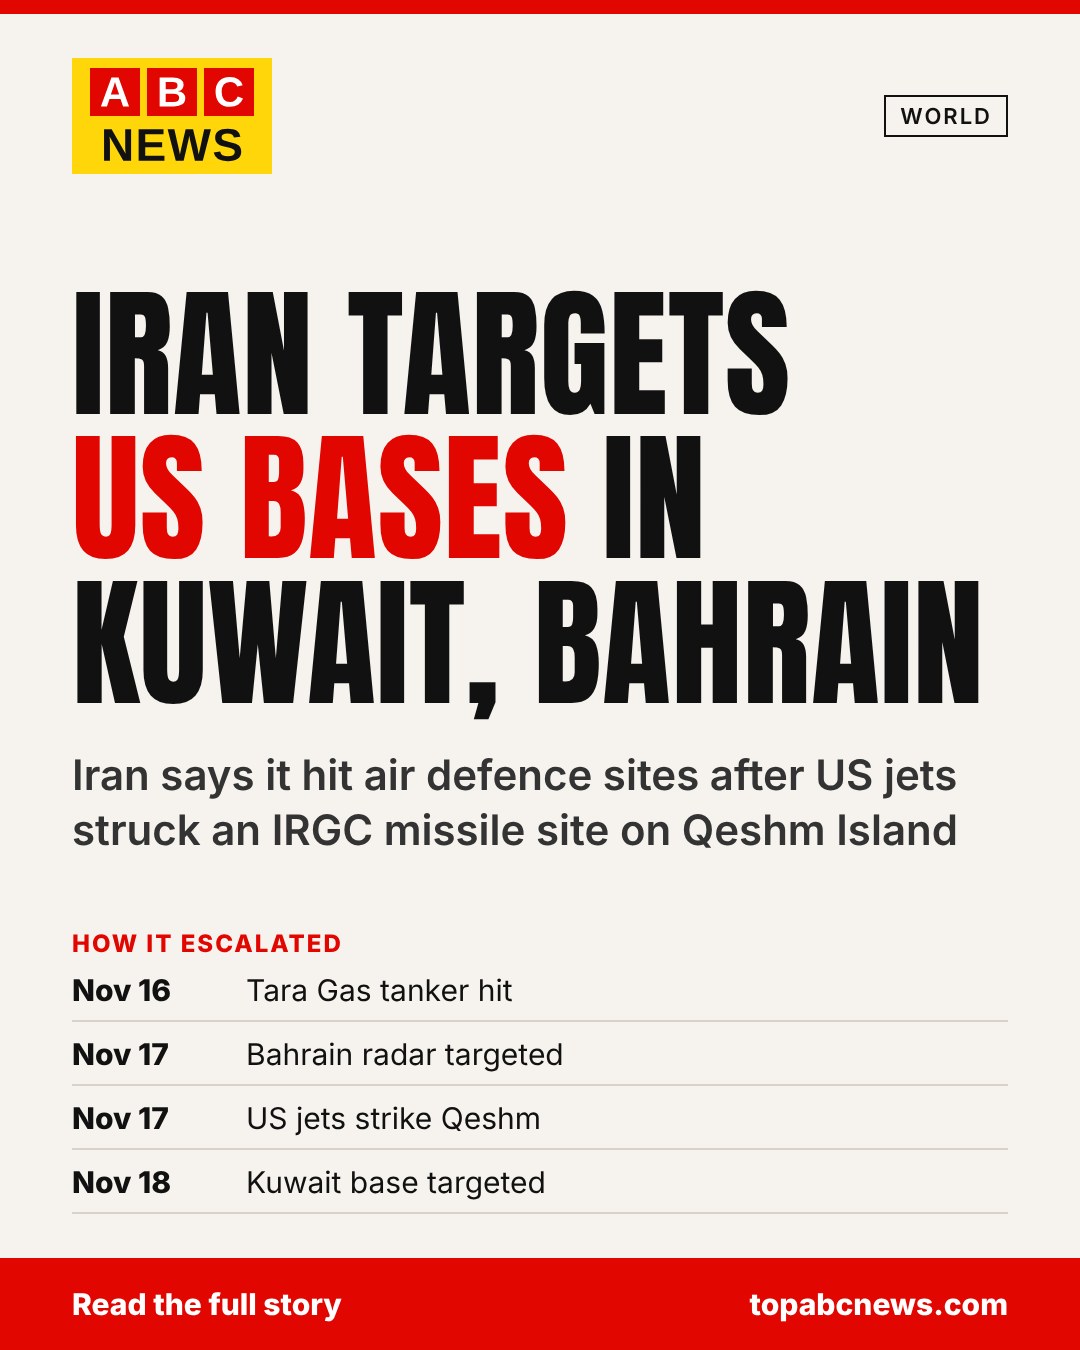 ABC
NEWS
WORLD
IRAN TARGETS
US BASES IN
KUWAIT, BAHRAIN
Iran says it hit air defence sites after US jets
struck an IRGC missile site on Qeshm Island
HOW IT ESCALATED
Nov 16 Tara Gas tanker hit
Nov 17 Bahrain radar targeted
Nov 17 US jets strike Qeshm
Nov 18 Kuwait base targeted
Read the full story topabcnews.com